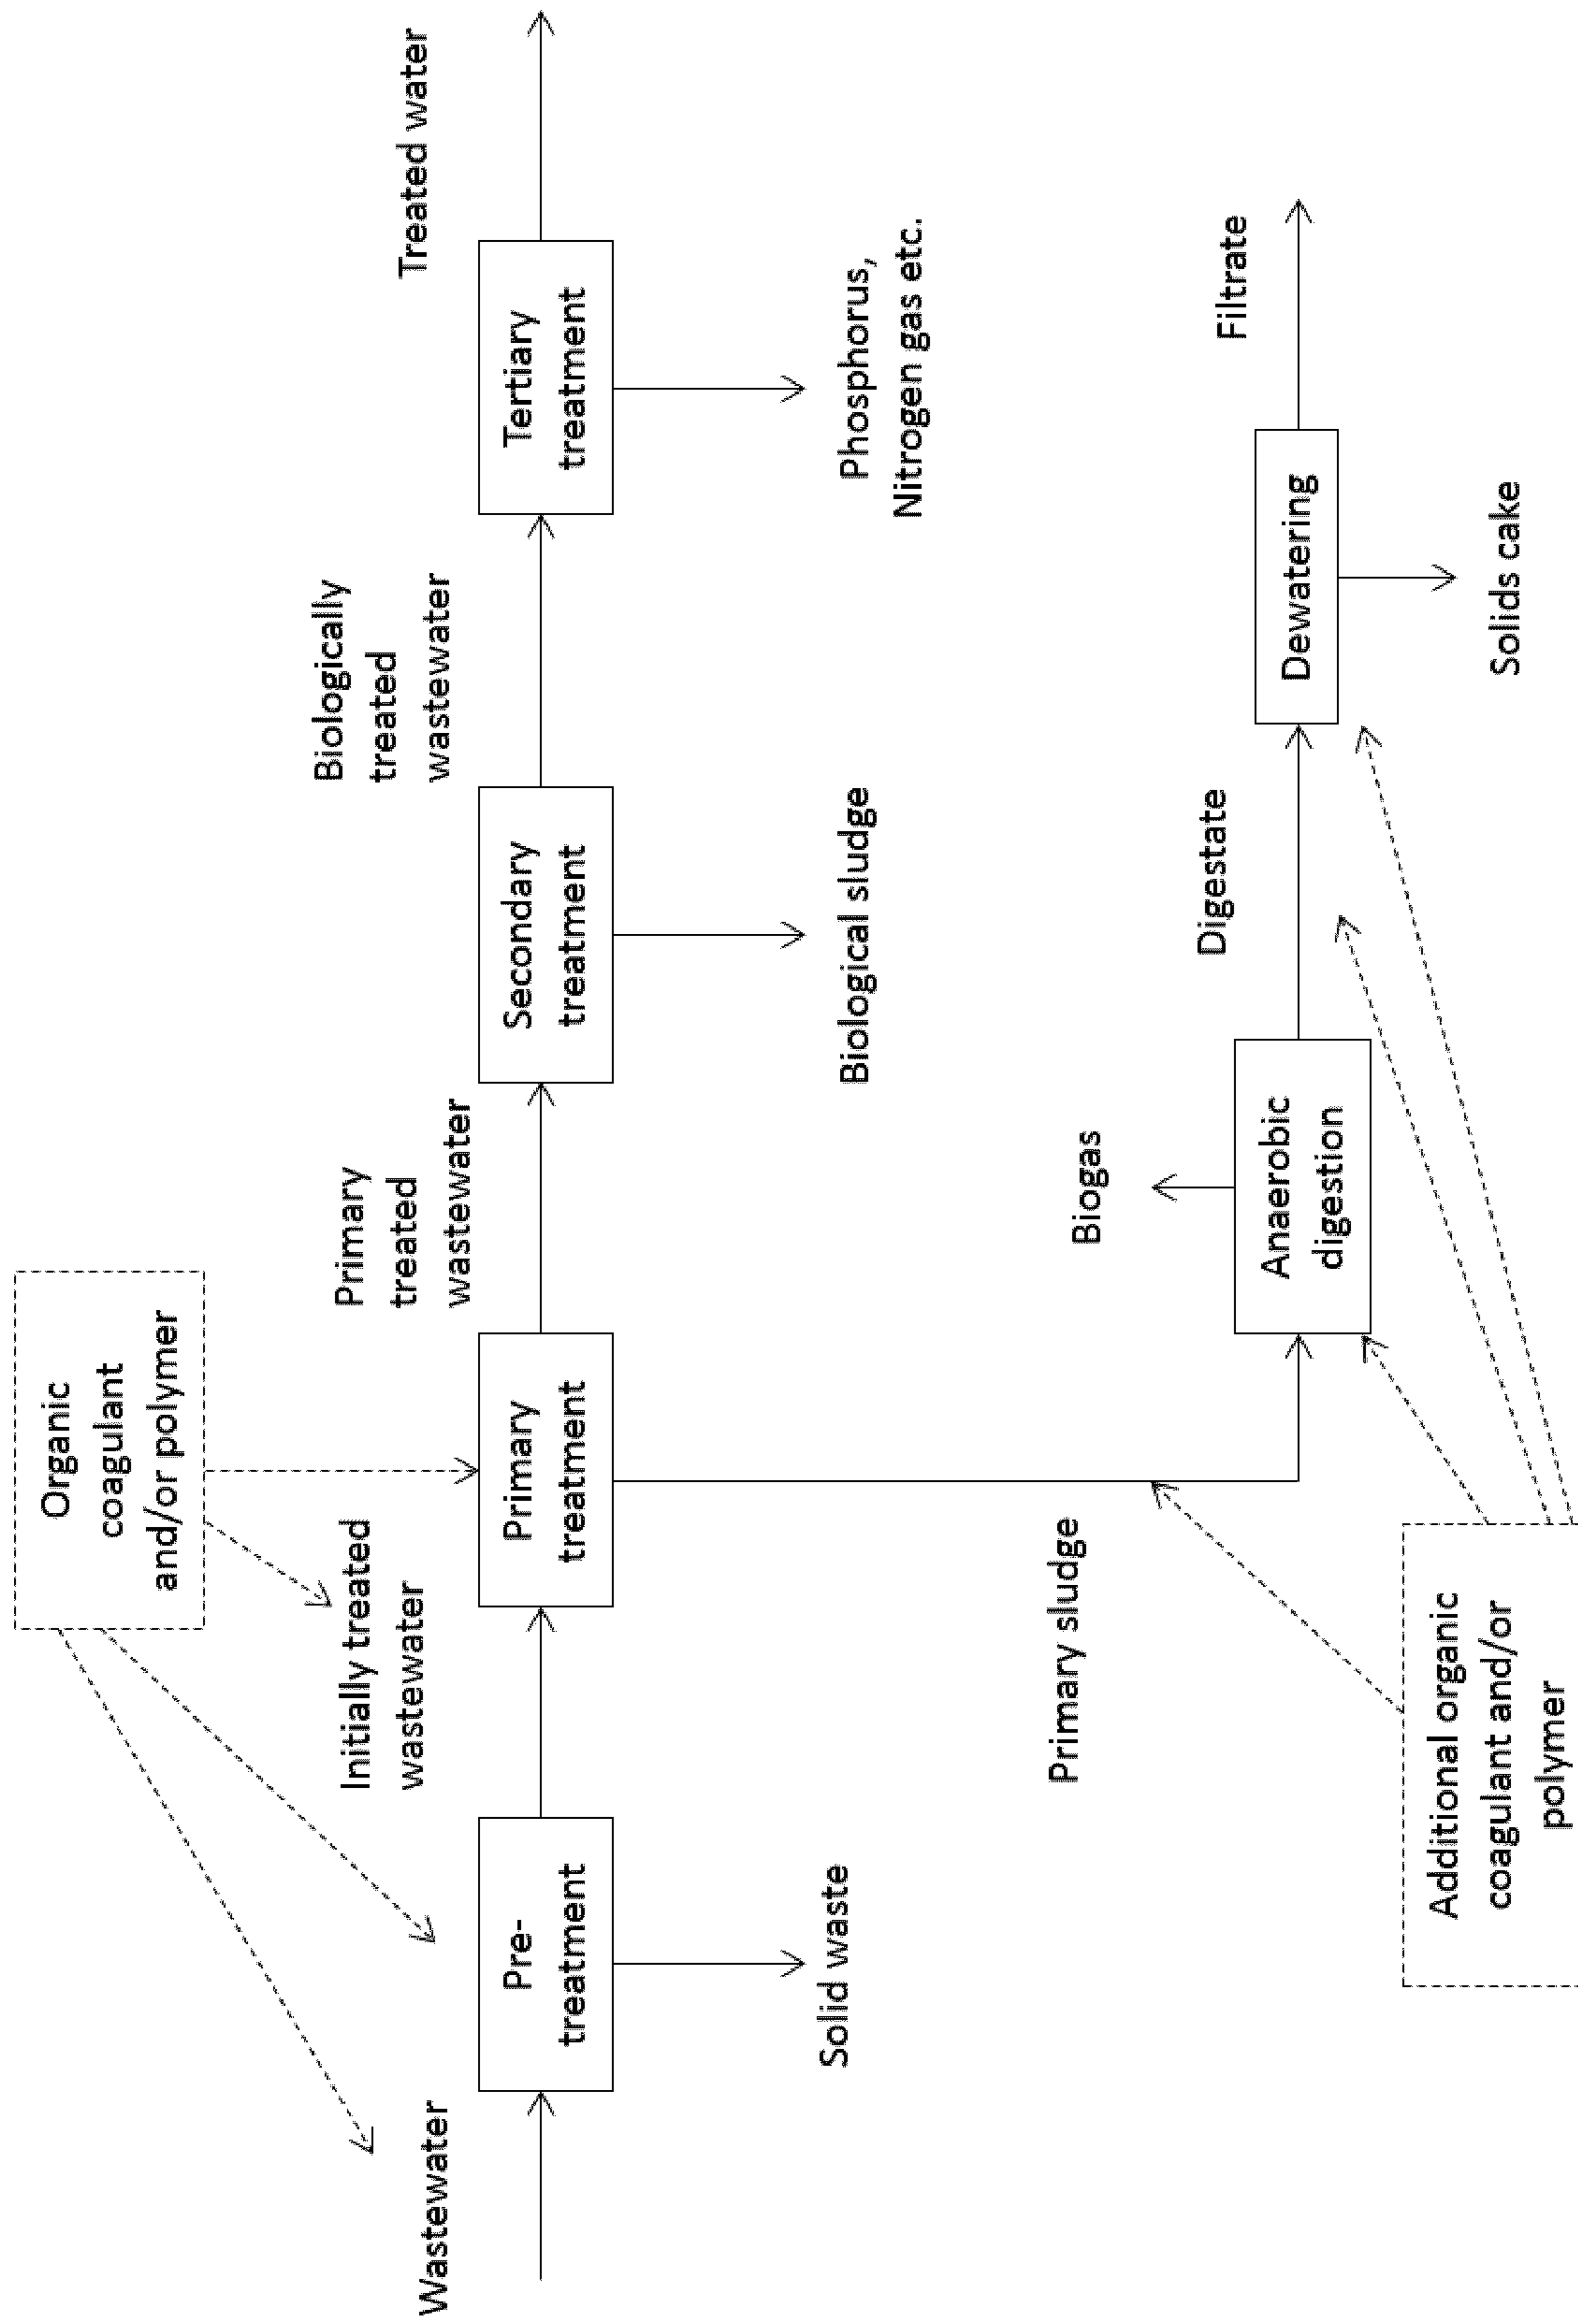 Organic
coagulant
and/or polymer
Wastewater
Pre-
treatment
Solid waste
Initially treated
wastewater
Primary
treatment
Primary
treated
wastewater
Secondary
treatment
Biological sludge
Biologically
treated
wastewater
Tertiary
treatment
Phosphorus,
Nitrogen gas etc.
Treated water
Primary sludge
Biogas
Anaerobic
digestion
Digestate
Dewatering
Filtrate
Solids cake
Additional organic
coagulant and/or
polymer